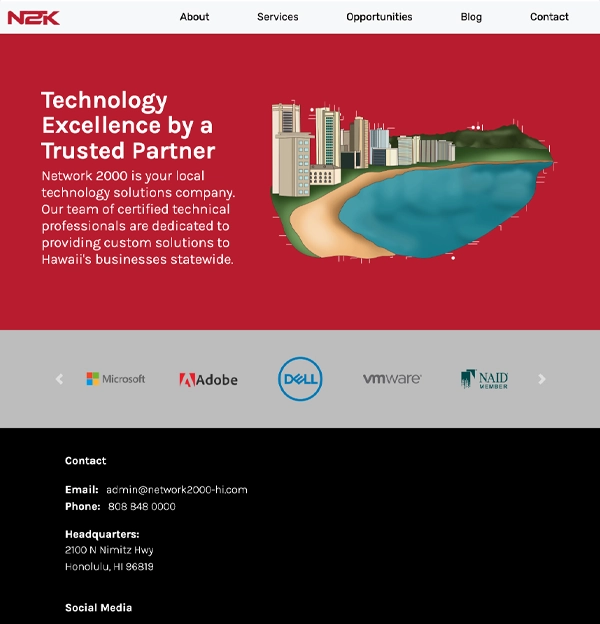 N2K
About Services Opportunities Blog Contact
Technology
Excellence by a
Trusted Partner
Network 2000 is your local
technology solutions company.
Our team of certified technical
professionals are dedicated to
providing custom solutions to
Hawaii's businesses statewide.
Microsoft Adobe DELL vmware® NAID
MEMBER
Contact
Email: admin@network2000-hi.com
Phone: 808 848 0000
Headquarters:
2100 N Nimitz Hwy
Honolulu, HI 96819
Social Media